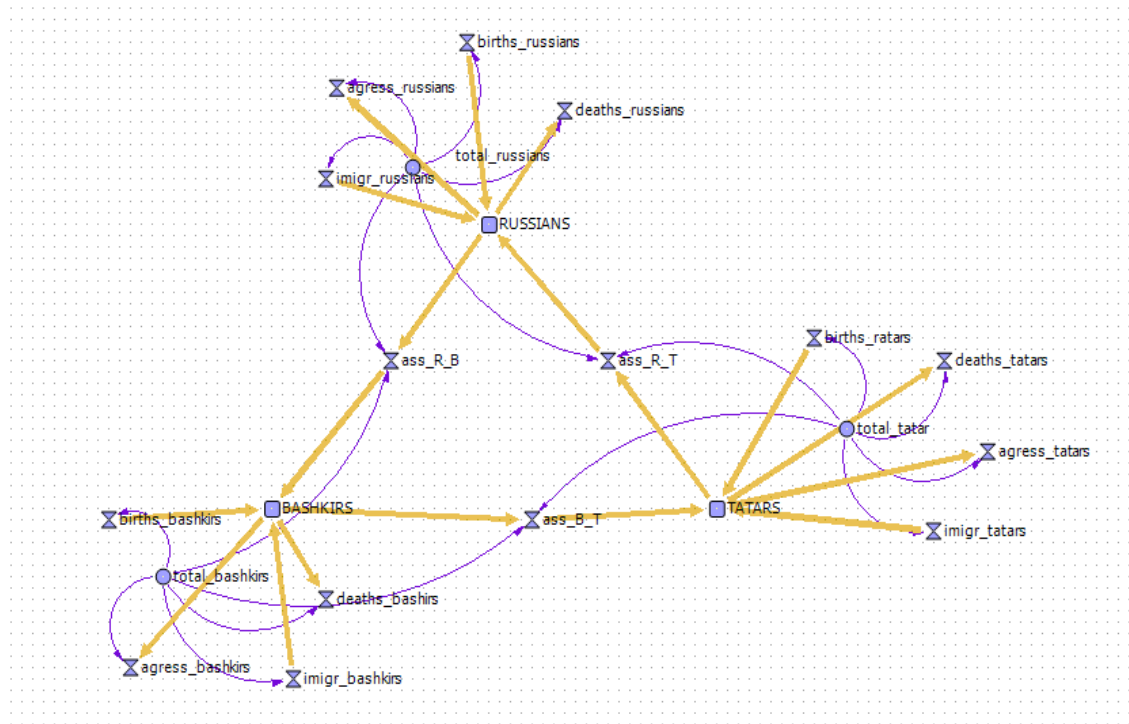 births_russians
agress_russians
deaths_russians
total_russians
imigr_russians
RUSSIANS
births_ratars
ass_R_B
ass_R_T
deaths_tatars
total_tatar
agress_tatars
BASHKIRS
TATARS
births_bashkirs
ass_B_T
imigr_tatars
total_bashkirs
deaths_bashirs
agress_bashkirs
imigr_bashkirs